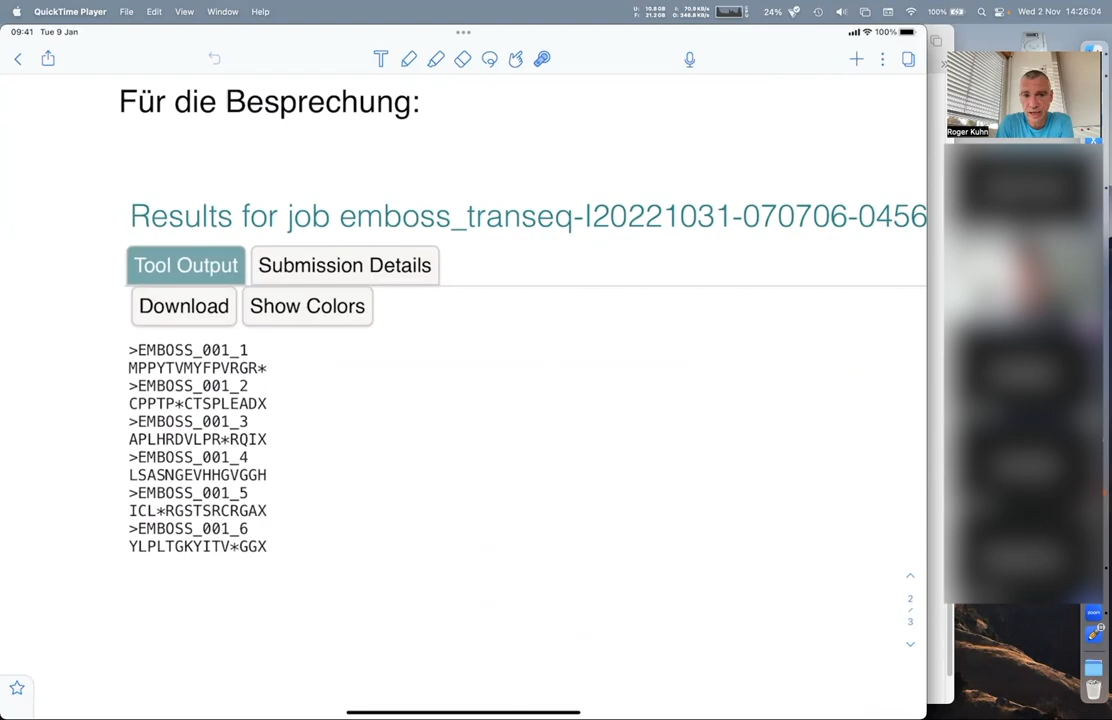 QuickTime Player File Edit View Window Help
24% 100% Wed 2 Nov 14:26:04
09:41 Tue 9 Jan
100%
Für die Besprechung:
Results for job emboss_transeq-I20221031-070706-0456
Tool Output Submission Details
Download Show Colors
>EMBOSS_001_1
MPPYTVMYFPVRGR*
>EMBOSS_001_2
CPPTP*CTSPLEADX
>EMBOSS_001_3
APLHRDVLPR*RQIX
>EMBOSS_001_4
LSASNGEVHHGVGGH
>EMBOSS_001_5
ICL*RGSTSRCRGAX
>EMBOSS_001_6
YLPLTGKYITV*GGX
2
/
3
Roger Kuhn
zoom